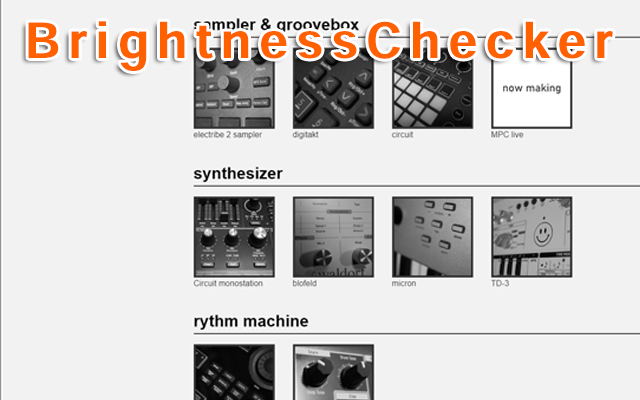 sampler & groovebox
BrightnessChecker
now making
electribe 2 sampler
digitakt
circuit
MPC live
synthesizer
waldorf
Circuit monostation
blofeld
micron
TD-3
rythm machine